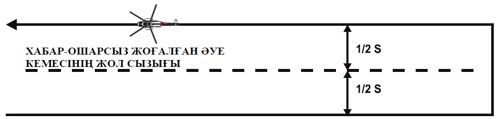 1/2 S
ХАБАР-ОШАРСЫЗ ЖОҒАЛҒАН ӘУЕ
КЕМЕСІНІҢ ЖОЛ СЫЗЫҒЫ
1/2 S